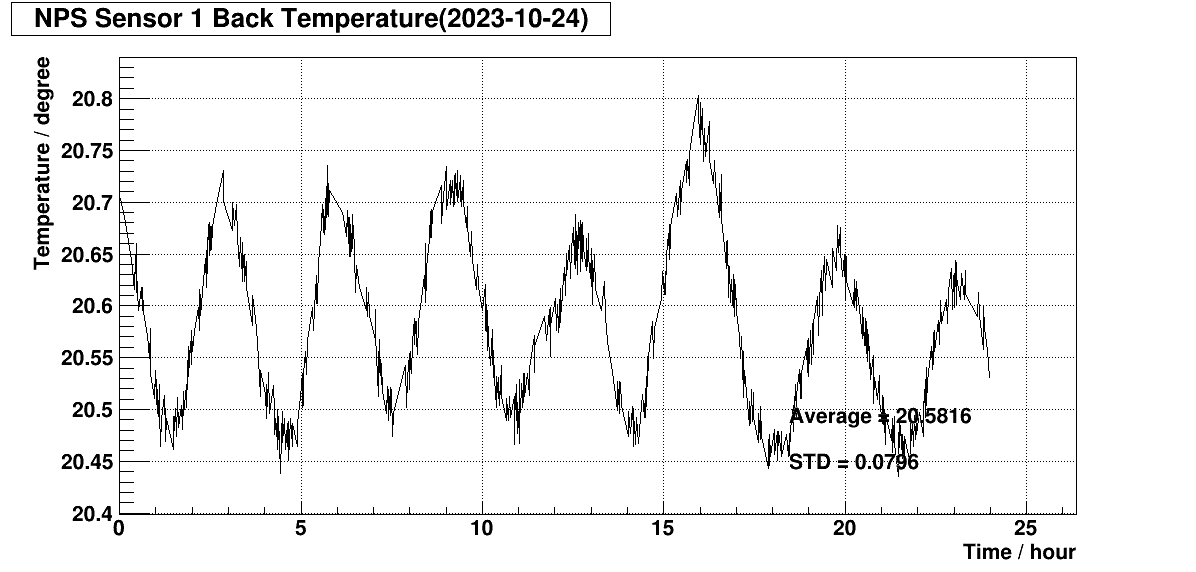 NPS Sensor 1 Back Temperature(2023-10-24)
Temperature / degree
20.8
20.75
20.7
20.65
20.6
20.55
20.5
20.45
20.4
Average = 20.5816
STD = 0.0796
0 5 10 15 20 25
Time / hour